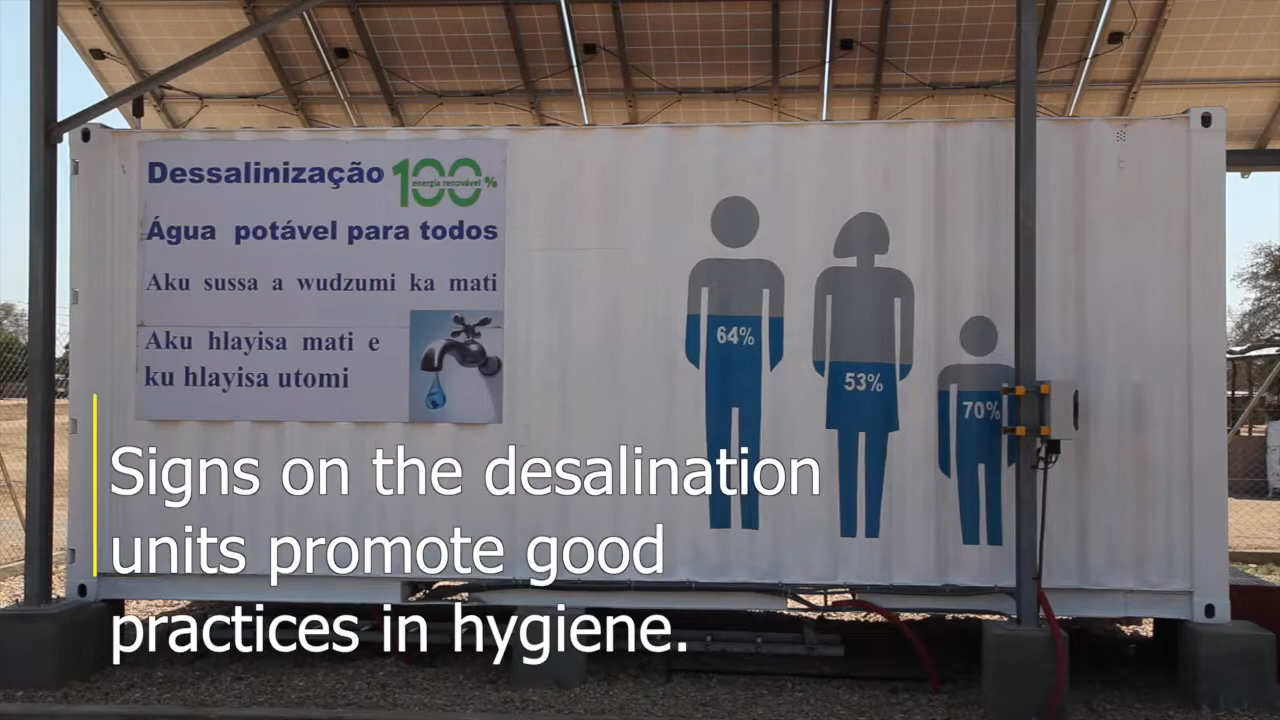 Dessalinização
100%
energia renovável
Água potável para todos
Aku sussa a wudzumi ka mati
Aku hlayisa mati e
ku hlayisa utomi
64%
53%
70%
Signs on the desalination
units promote good
practices in hygiene.